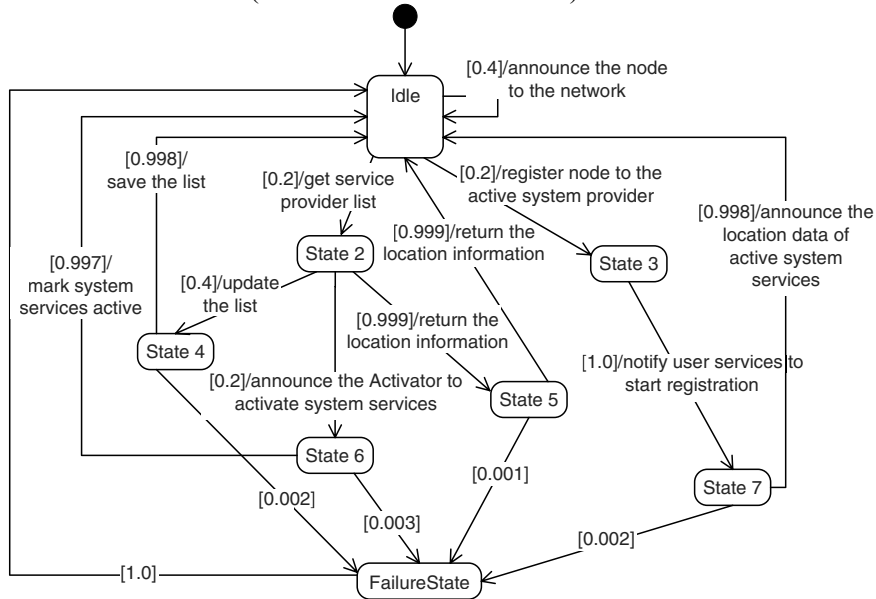 [0.4]/announce the node
to the network
Idle
[0.998]/
save the list
[0.2]/get service
provider list
[0.2]/register node to the
active system provider
[0.999]/return the
location information
[0.998]/announce the
location data of
active system
services
State 2
State 3
[0.997]/
mark system
services active
[0.4]/update
the list
[0.999]/return the
location information
State 4
[1.0]/notify user services to
start registration
[0.2]/announce the Activator to
activate system services
State 5
State 6
[0.001]
State 7
[0.002]
[0.003]
[0.002]
[1.0]
FailureState